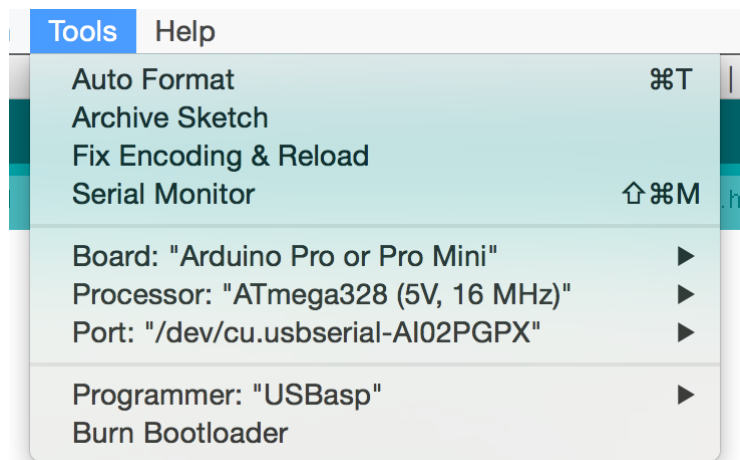 Tools Help
Auto Format ⌘T
Archive Sketch
Fix Encoding & Reload
Serial Monitor ⇧⌘M
Board: "Arduino Pro or Pro Mini" ▶
Processor: "ATmega328 (5V, 16 MHz)" ▶
Port: "/dev/cu.usbserial-AI02PGPX" ▶
Programmer: "USBasp" ▶
Burn Bootloader